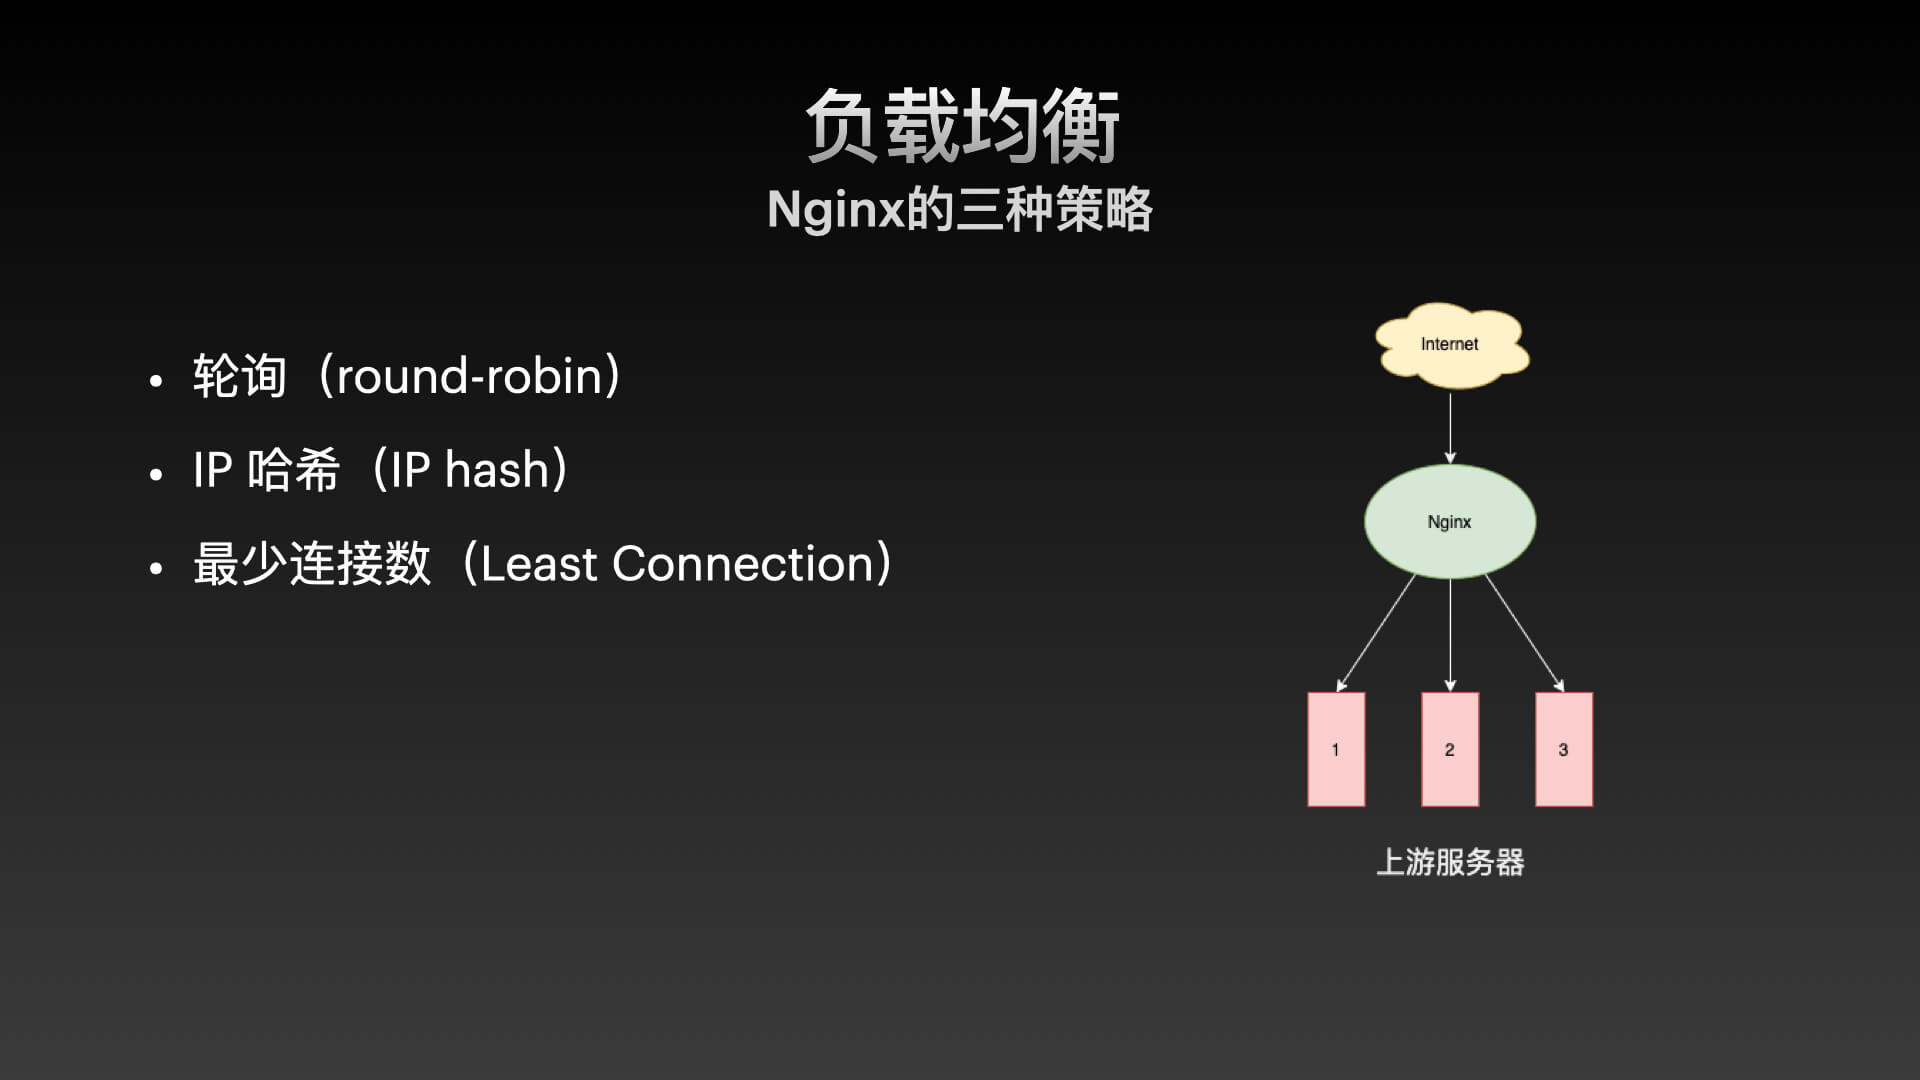 负载均衡
Nginx的三种策略
• 轮询（round-robin）
• IP 哈希（IP hash）
• 最少连接数（Least Connection）
Internet
Nginx
1
2
3
上游服务器